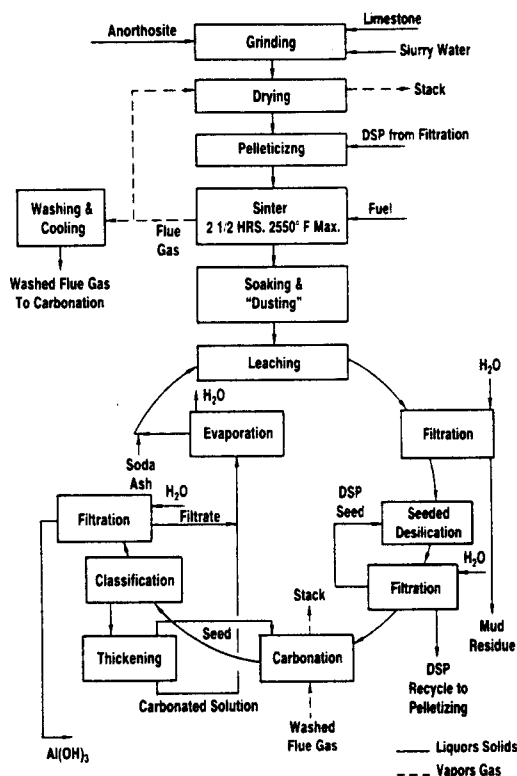 Limestone
Anorthosite
Grinding
Slurry Water
Drying
Stack
Pelleticizng
DSP from Filtration
Washing &
Cooling
Sinter
2 1/2 HRS. 2550° F Max.
Fuel
Flue
Gas
Washed Flue Gas
To Carbonation
Soaking &
"Dusting"
Leaching
H₂O
H₂O
Evaporation
Filtration
Soda
Ash
H₂O
DSP
Seed
Filtration
Filtrate
Seeded
Desilication
H₂O
Classification
Stack
Filtration
Seed
Thickening
Carbonation
Mud
Residue
Carbonated Solution
DSP
Recycle to
Pelletizing
Washed
Flue Gas
Al(OH)₃
Liquors Solids
Vapors Gas